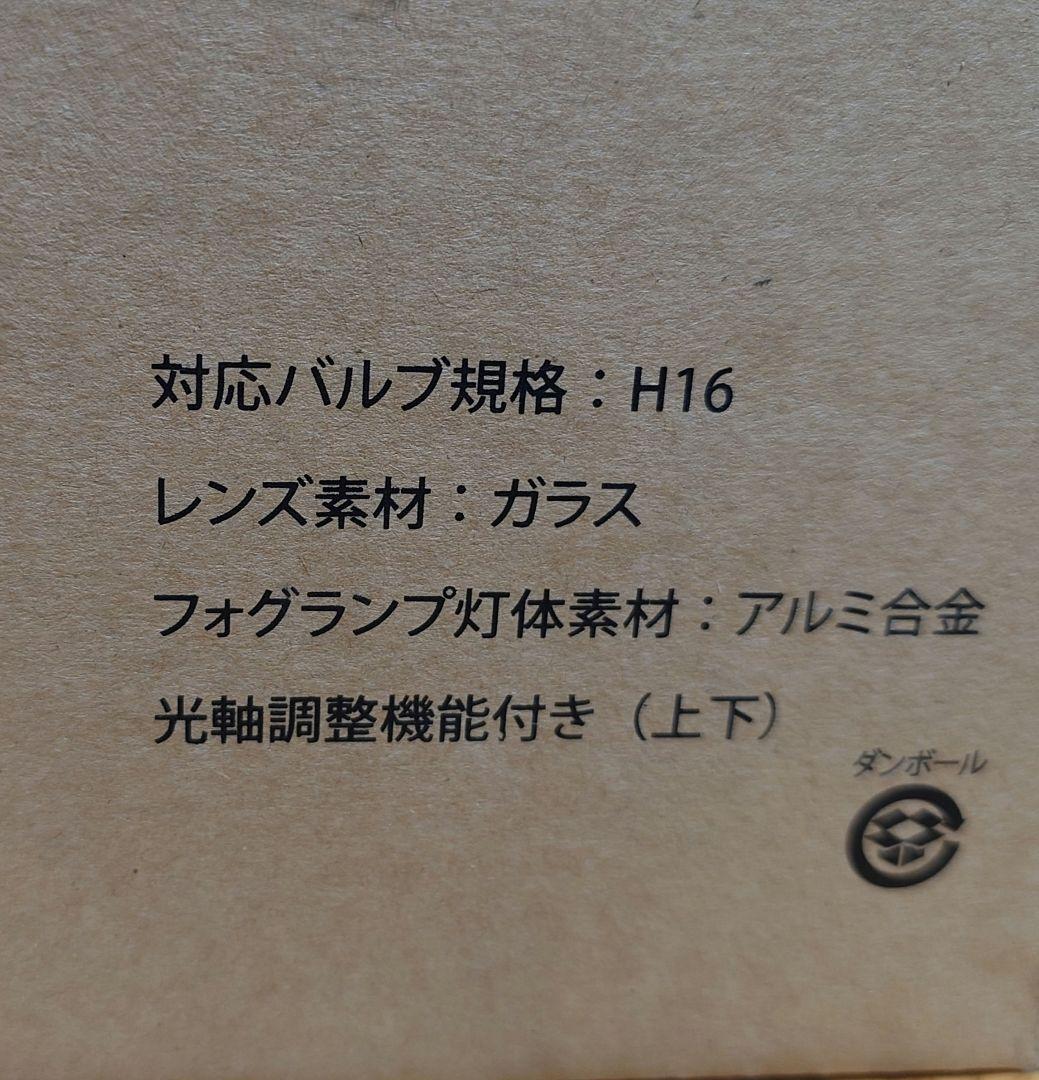 対応バルブ規格：H16
レンズ素材：ガラス
フォグランプ灯体素材：アルミ合金
光軸調整機能付き（上下）
ダンボール